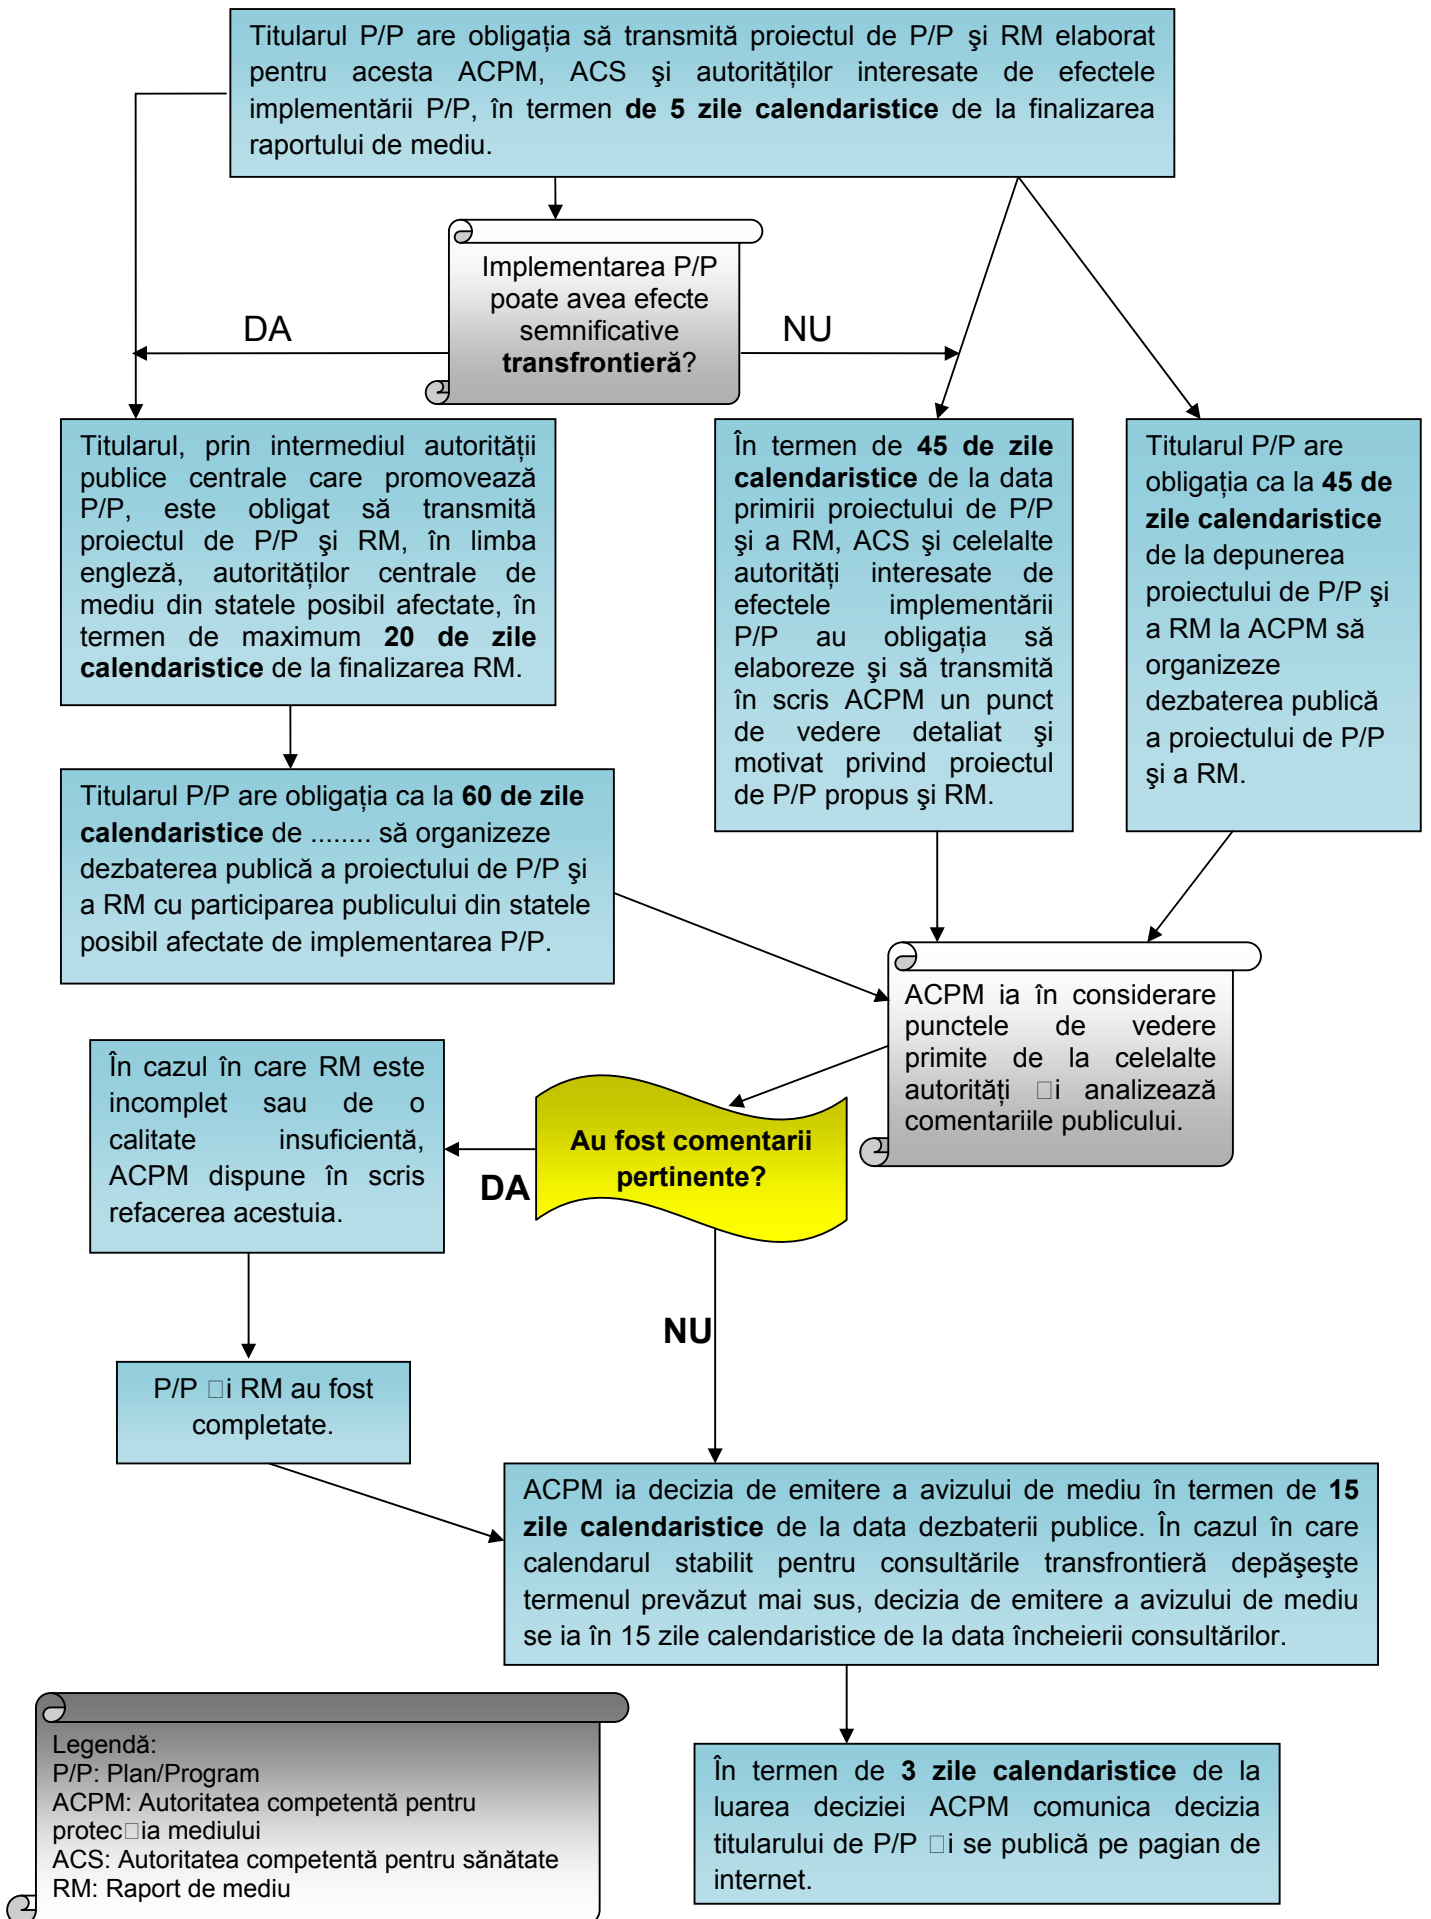 Titularul P/P are obligația să transmită proiectul de P/P şi RM elaborat
pentru acesta ACPM, ACS şi autorităților interesate de efectele
implementării P/P, în termen de 5 zile calendaristice de la finalizarea
raportului de mediu.
Implementarea P/P
poate avea efecte
semnificative
transfrontieră?
DA
NU
Titularul, prin intermediul autorității
publice centrale care promovează
P/P, este obligat să transmită
proiectul de P/P şi RM, în limba
engleză, autorităților centrale de
mediu din statele posibil afectate, în
termen de maximum 20 de zile
calendaristice de la finalizarea RM.
În termen de 45 de zile
calendaristice de la data
primirii proiectului de P/P
şi a RM, ACS şi celelalte
autorități interesate de
efectele implementării
P/P au obligația să
elaboreze şi să transmită
în scris ACPM un punct
de vedere detaliat şi
motivat privind proiectul
de P/P propus şi RM.
Titularul P/P are
obligația ca la 45 de
zile calendaristice
de la depunerea
proiectului de P/P şi
a RM la ACPM să
organizeze
dezbaterea publică
a proiectului de P/P
şi a RM.
Titularul P/P are obligația ca la 60 de zile
calendaristice de ........ să organizeze
dezbaterea publică a proiectului de P/P şi
a RM cu participarea publicului din statele
posibil afectate de implementarea P/P.
ACPM ia în considerare
punctele de vedere
primite de la celelalte
autorități □i analizează
comentariile publicului.
În cazul în care RM este
incomplet sau de o
calitate insuficientă,
ACPM dispune în scris
refacerea acestuia.
Au fost comentarii
pertinente?
DA
NU
P/P □i RM au fost
completate.
ACPM ia decizia de emitere a avizului de mediu în termen de 15
zile calendaristice de la data dezbaterii publice. În cazul în care
calendarul stabilit pentru consultările transfrontieră depăşeşte
termenul prevăzut mai sus, decizia de emitere a avizului de mediu
se ia în 15 zile calendaristice de la data încheierii consultărilor.
Legendă:
P/P: Plan/Program
ACPM: Autoritatea competentă pentru
protec□ia mediului
ACS: Autoritatea competentă pentru sănătate
RM: Raport de mediu
În termen de 3 zile calendaristice de la
luarea deciziei ACPM comunica decizia
titularului de P/P □i se publică pe pagian de
internet.